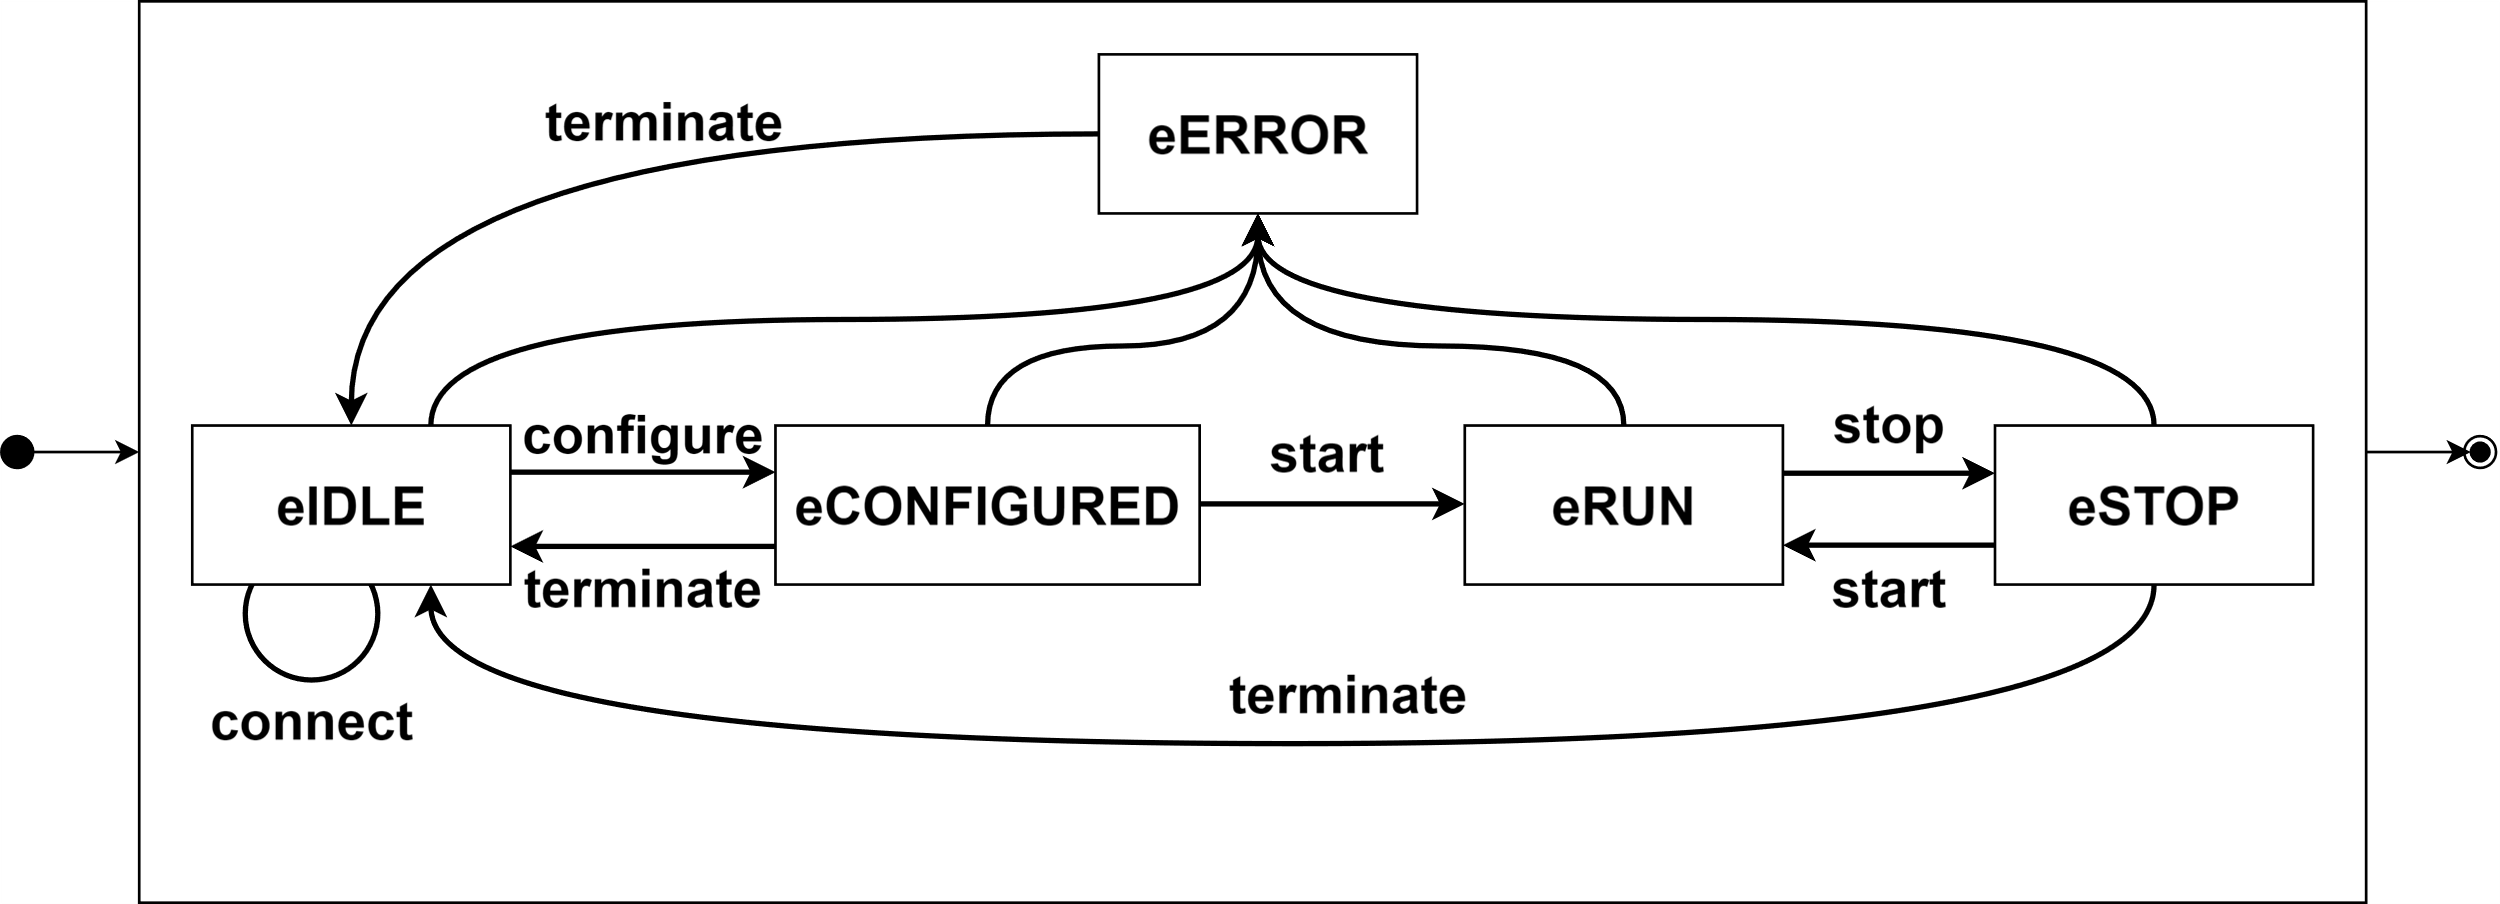 terminate
eERROR
configure
start
stop
eIDLE
eCONFIGURED
eRUN
eSTOP
terminate
start
connect
terminate